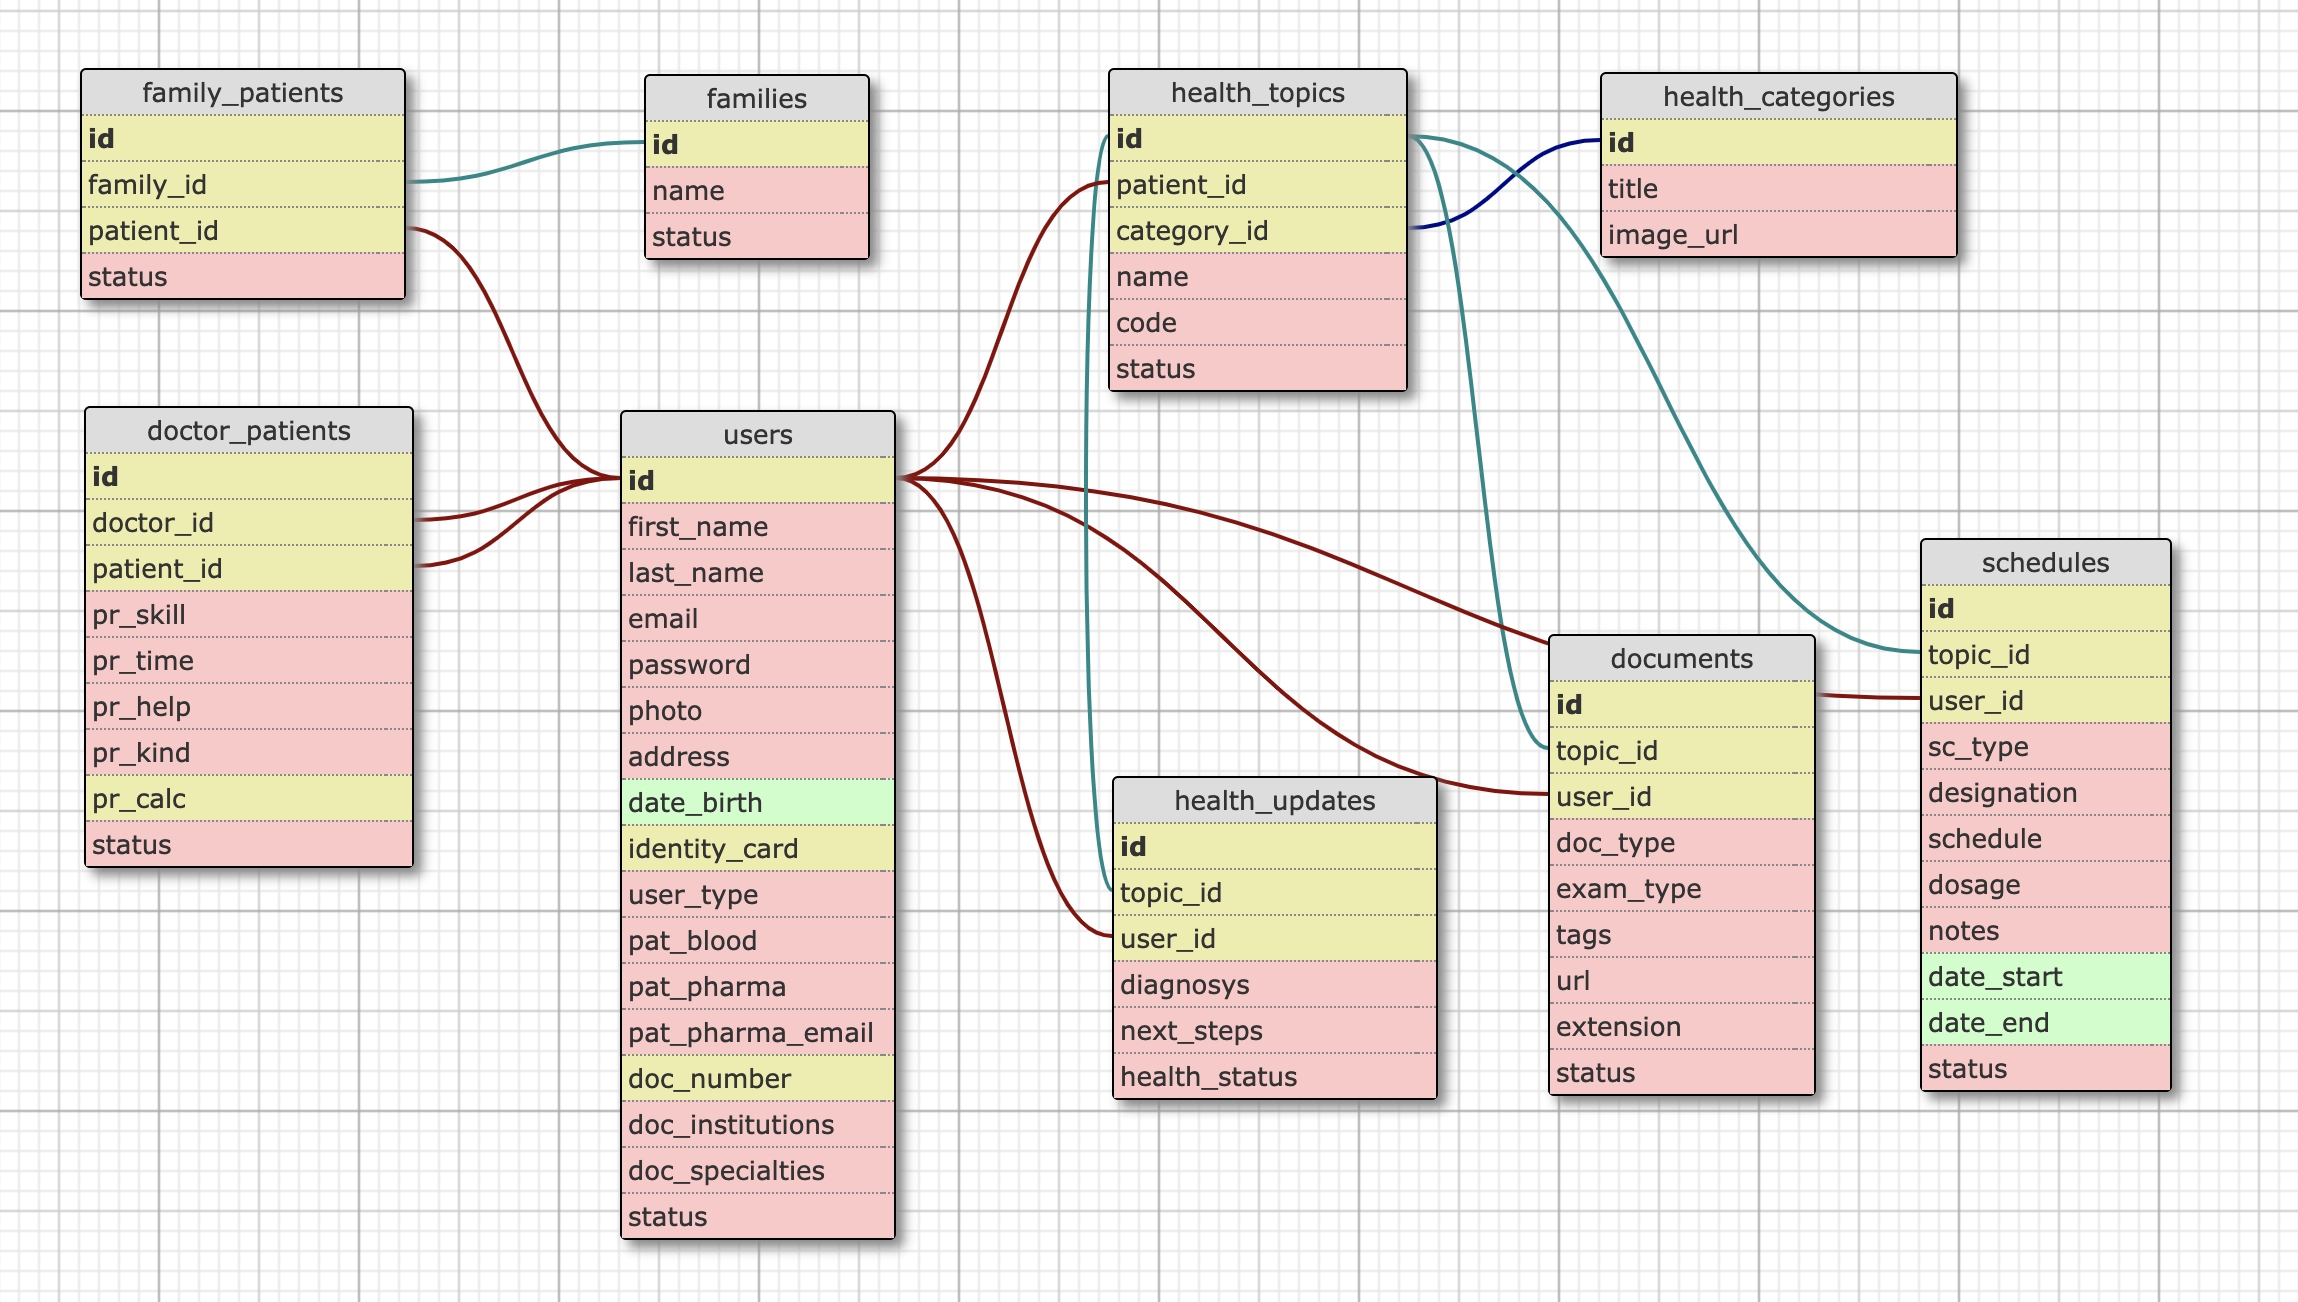 family_patients
id
family_id
patient_id
status
families
id
name
status
health_topics
id
patient_id
category_id
name
code
status
health_categories
id
title
image_url
doctor_patients
id
doctor_id
patient_id
pr_skill
pr_time
pr_help
pr_kind
pr_calc
status
users
id
first_name
last_name
email
password
photo
address
date_birth
identity_card
user_type
pat_blood
pat_pharma
pat_pharma_email
doc_number
doc_institutions
doc_specialties
status
health_updates
id
topic_id
user_id
diagnosys
next_steps
health_status
documents
id
topic_id
user_id
doc_type
exam_type
tags
url
extension
status
schedules
id
topic_id
user_id
sc_type
designation
schedule
dosage
notes
date_start
date_end
status